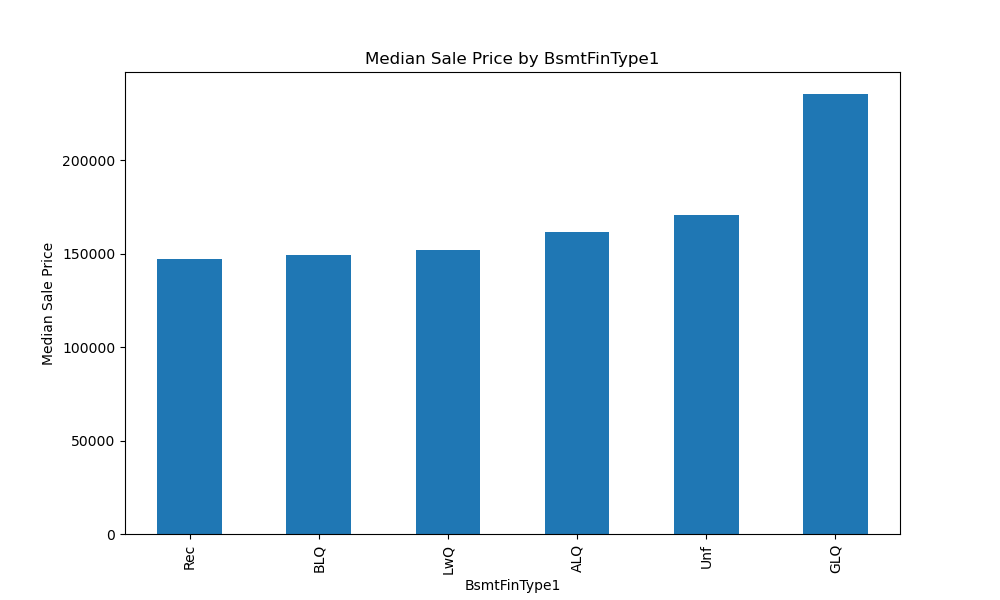 Median Sale Price by BsmtFinType1
Median Sale Price
200000
150000
100000
50000
0
Rec
BLQ
LwQ
ALQ
Unf
GLQ
BsmtFinType1